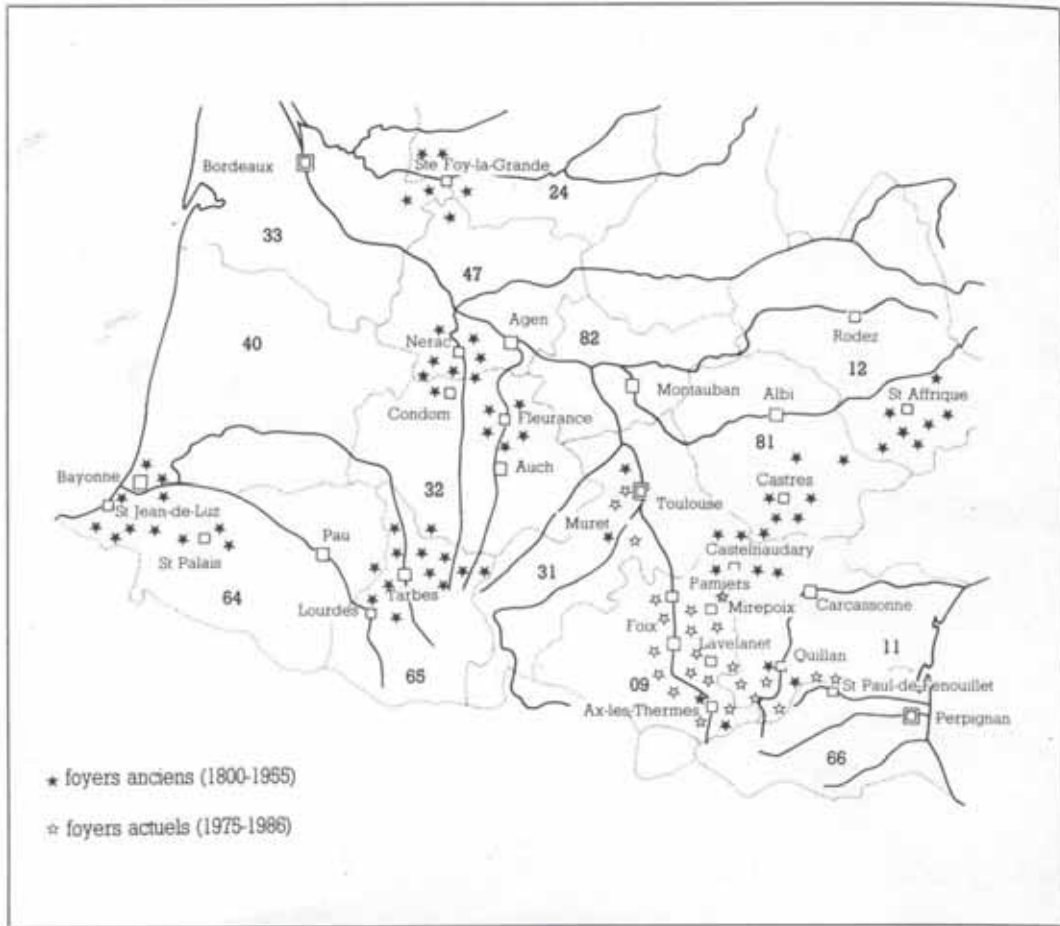 Bordeaux
Ste Foy-la-Grande
24
33
47
Agen
Nerac
82
40
Rodez
12
Condom
Montauban
Albi
St Affrique
Fleurance
81
Bayonne
Auch
Castres
32
Toulouse
St Jean-de-Luz
Muret
Pau
Castelnaudary
St Palais
31
Pamiers
64
Tarbes
Carcassonne
Lourdes
Mirepoix
Foix
Lavelanet
11
Quillan
65
09
St Paul-de-Fenouillet
Ax-les-Thermes
Perpignan
66
★ foyers anciens (1800-1955)
☆ foyers actuels (1975-1986)